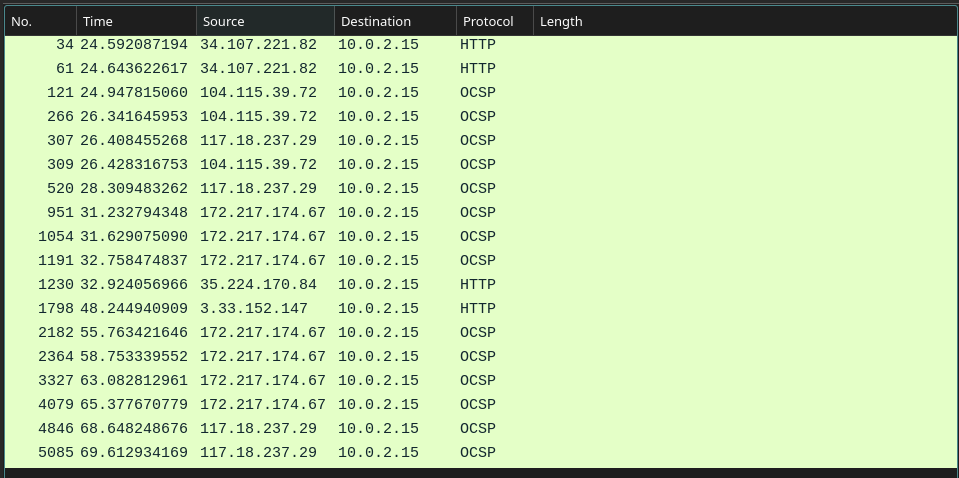 No. Time Source Destination Protocol Length
34 24.592087194 34.107.221.82 10.0.2.15 HTTP
61 24.643622617 34.107.221.82 10.0.2.15 HTTP
121 24.947815060 104.115.39.72 10.0.2.15 OCSP
266 26.341645953 104.115.39.72 10.0.2.15 OCSP
307 26.408455268 117.18.237.29 10.0.2.15 OCSP
309 26.428316753 104.115.39.72 10.0.2.15 OCSP
520 28.309483262 117.18.237.29 10.0.2.15 OCSP
951 31.232794348 172.217.174.67 10.0.2.15 OCSP
1054 31.629075090 172.217.174.67 10.0.2.15 OCSP
1191 32.758474837 172.217.174.67 10.0.2.15 OCSP
1230 32.924056966 35.224.170.84 10.0.2.15 HTTP
1798 48.244940909 3.33.152.147 10.0.2.15 HTTP
2182 55.763421646 172.217.174.67 10.0.2.15 OCSP
2364 58.753339552 172.217.174.67 10.0.2.15 OCSP
3327 63.082812961 172.217.174.67 10.0.2.15 OCSP
4079 65.377670779 172.217.174.67 10.0.2.15 OCSP
4846 68.648248676 117.18.237.29 10.0.2.15 OCSP
5085 69.612934169 117.18.237.29 10.0.2.15 OCSP